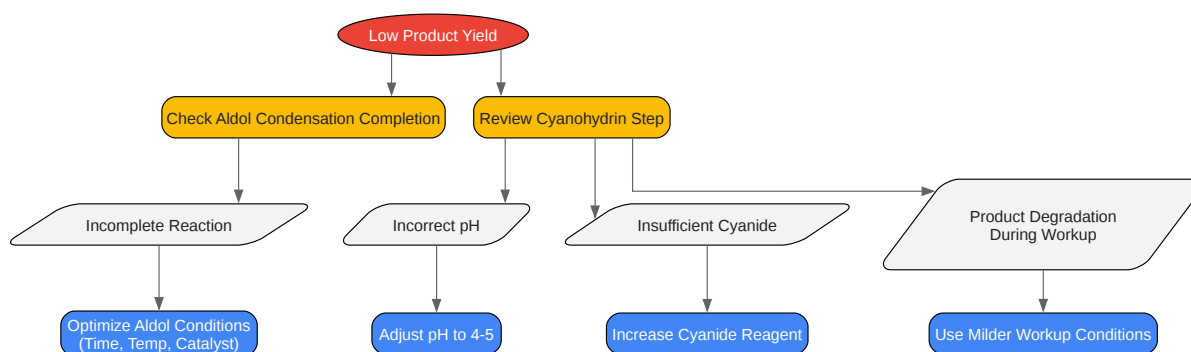 Low Product Yield
Check Aldol Condensation Completion
Review Cyanohydrin Step
Incomplete Reaction
Incorrect pH
Insufficient Cyanide
Product Degradation
During Workup
Optimize Aldol Conditions
(Time, Temp, Catalyst)
Adjust pH to 4-5
Increase Cyanide Reagent
Use Milder Workup Conditions